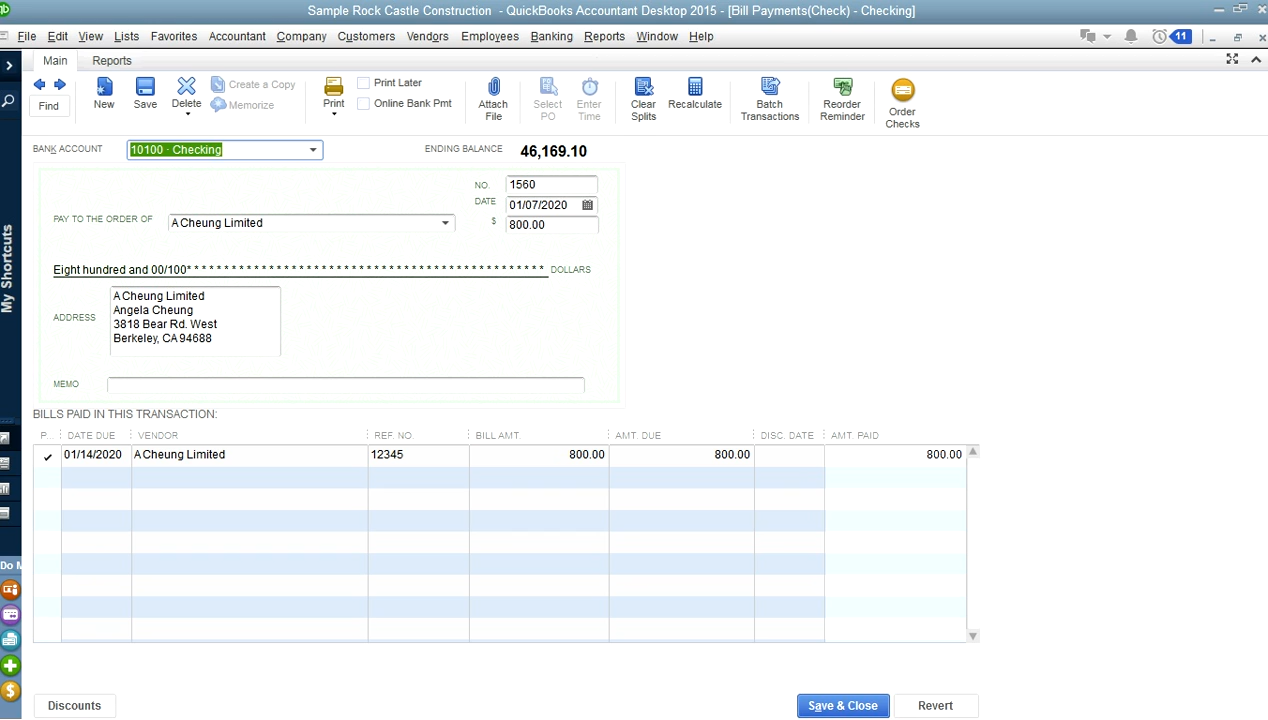 Sample Rock Castle Construction - QuickBooks Accountant Desktop 2015 - [Bill Payments(Check) - Checking]
File Edit View Lists Favorites Accountant Company Customers Vendors Employees Banking Reports Window Help 11
Main Reports
Find New Save Delete Create a Copy Memorize Print Print Later Online Bank Pmt Attach File Select PO Enter Time Clear Splits Recalculate Batch Transactions Reorder Reminder Order Checks
My Shortcuts
BANK ACCOUNT 10100 · Checking ENDING BALANCE 46,169.10
NO. 1560
DATE 01/07/2020
PAY TO THE ORDER OF A Cheung Limited $ 800.00
Eight hundred and 00/100* * * * * * * * * * * * * * * * * * * * * * * * * * * * * * * * * * * * * * * * * * * * * * * * DOLLARS
ADDRESS
A Cheung Limited
Angela Cheung
3818 Bear Rd. West
Berkeley, CA 94688
MEMO
BILLS PAID IN THIS TRANSACTION:
P... DATE DUE VENDOR REF. NO. BILL AMT. AMT. DUE DISC. DATE AMT. PAID
01/14/2020 A Cheung Limited 12345 800.00 800.00 800.00
Do M
Discounts Save & Close Revert